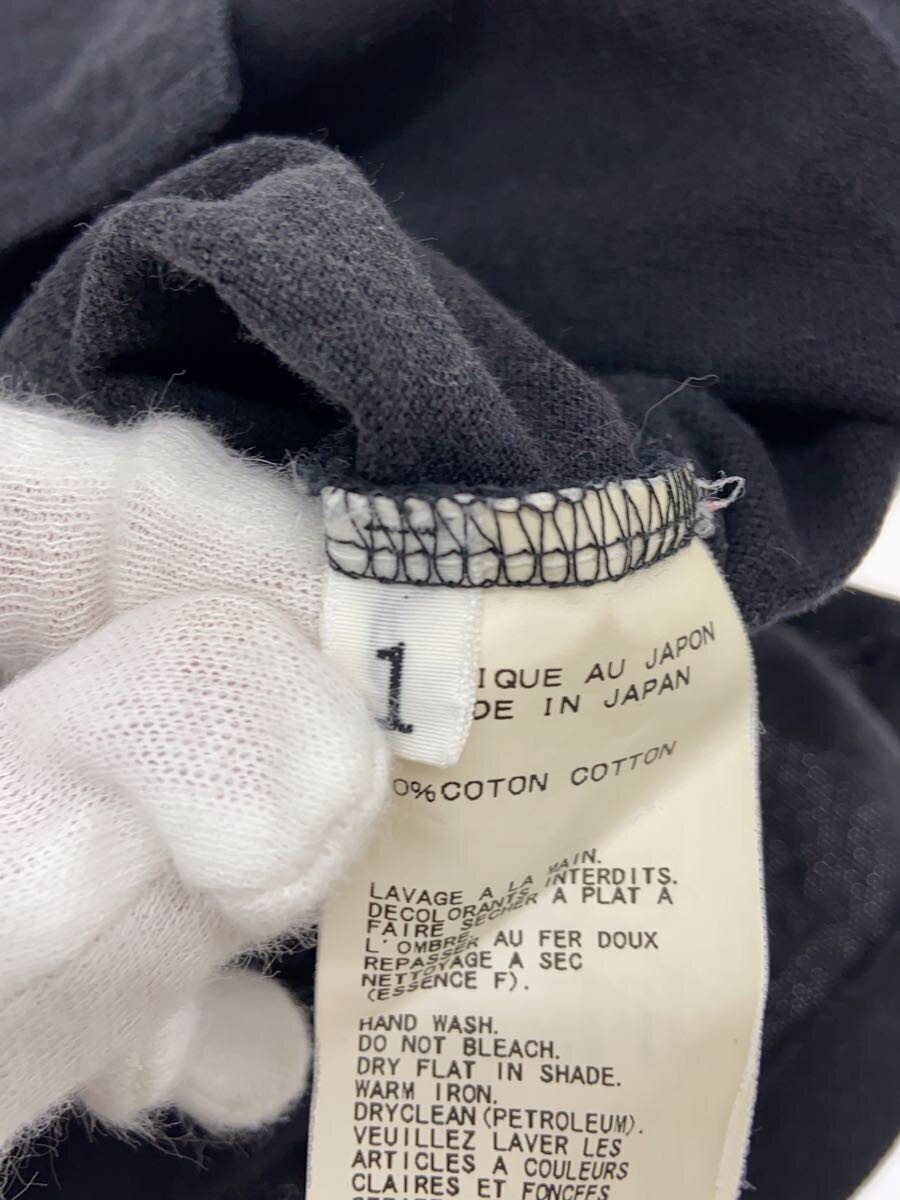 1
IQUE AU JAPON
DE IN JAPAN
0% COTON COTTON
LAVAGE A LA MAIN.
DECOLORANTS INTERDITS.
FAIRE SECHER A PLAT A
L'OMBRE.
REPASSER AU FER DOUX
NETTOYAGE A SEC
(ESSENCE F).
HAND WASH.
DO NOT BLEACH.
DRY FLAT IN SHADE.
WARM IRON.
DRYCLEAN(PETROLEUM).
VEUILLEZ LAVER LES
ARTICLES A COULEURS
CLAIRES ET FONCEES